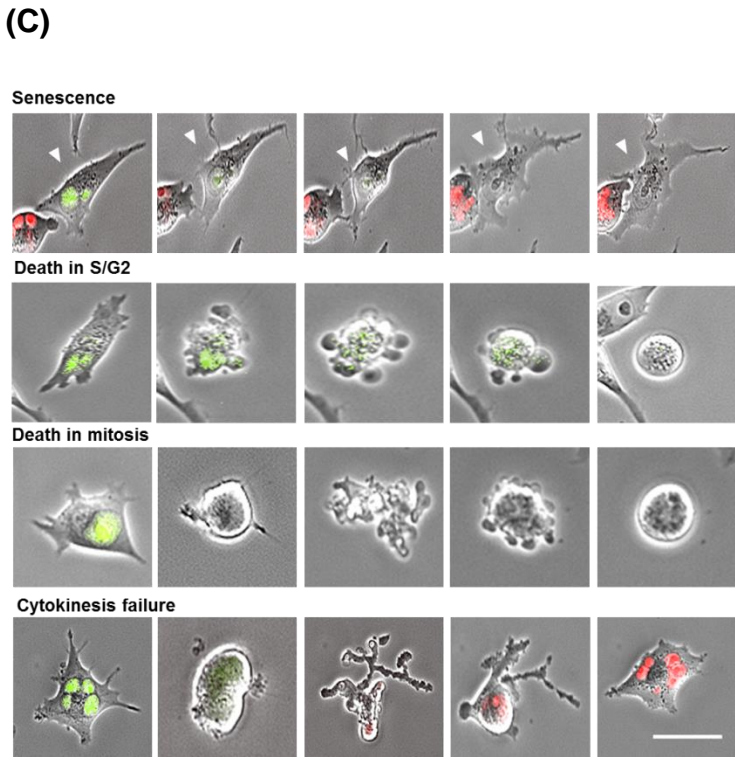 (C)
Senescence
Death in S/G2
Death in mitosis
Cytokinesis failure